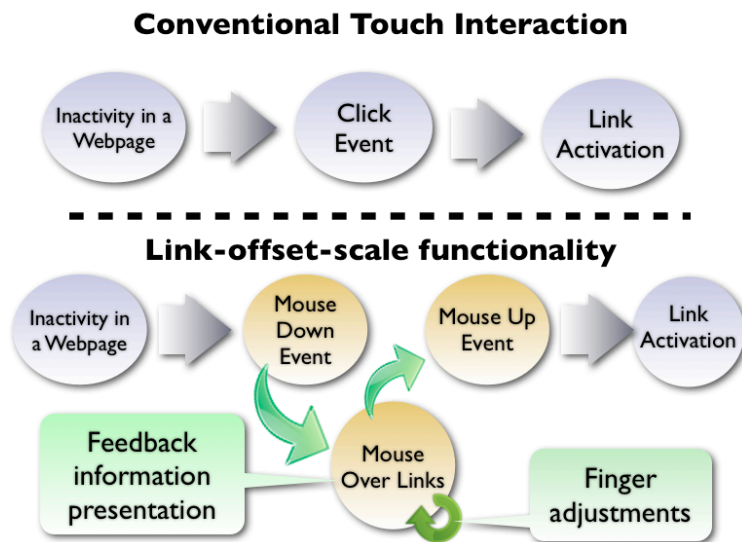 Conventional Touch Interaction
Inactivity in a
Webpage
Click
Event
Link
Activation
Link-offset-scale functionality
Inactivity in
a Webpage
Mouse
Down
Event
Mouse Up
Event
Link
Activation
Feedback
information
presentation
Mouse
Over Links
Finger
adjustments